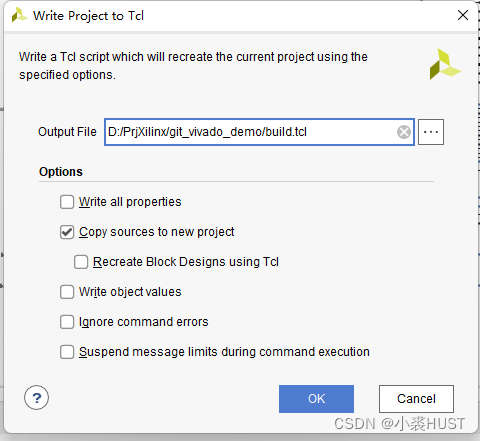 Write Project to Tcl
Write a Tcl script which will recreate the current project using the
specified options.
Output File D:/PrjXilinx/git_vivado_demo/build.tcl ...
Options
Write all properties
Copy sources to new project
Recreate Block Designs using Tcl
Write object values
Ignore command errors
Suspend message limits during command execution
? OK Cancel
CSDN @小裘HUST